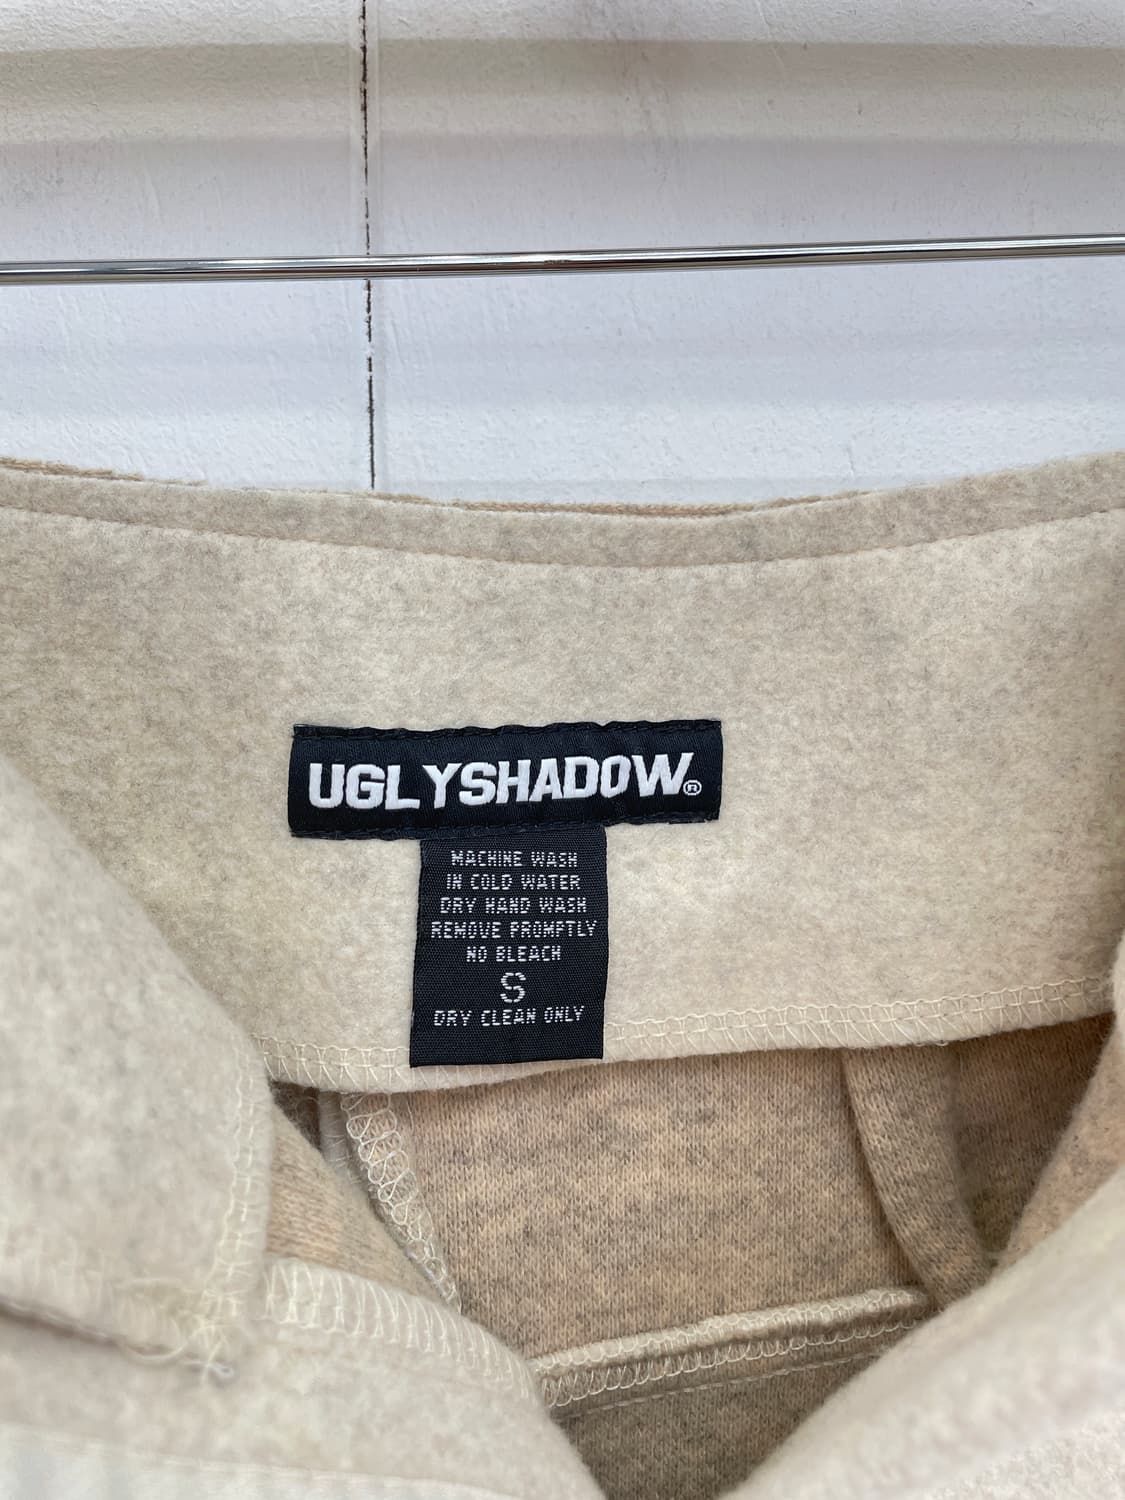 UGLYSHADOW®
MACHINE WASH
IN COLD WATER
DRY HAND WASH
REMOVE PROMPTLY
NO BLEACH
S
DRY CLEAN ONLY